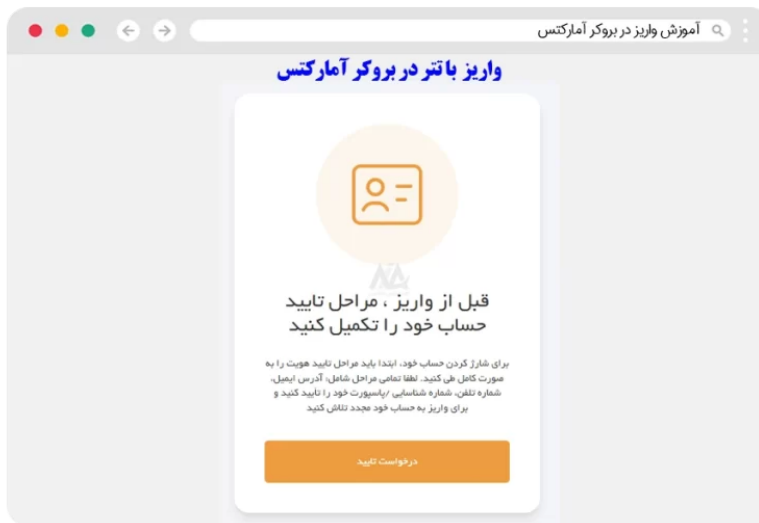 آموزش واریز در بروکر آمارکتس
واریز با تتر در بروکر آمارکتس
قبل از واریز ، مراحل تایید
حساب خود را تکمیل کنید
برای شارژ کردن حساب خود، ابتدا باید مراحل تایید هویت را به
صورت کامل طی کنید. لطفا تمامی مراحل شامل: آدرس ایمیل،
شماره تلفن، شماره شناسایی /پاسپورت خود را تأیید کنید و
برای واریز به حساب خود مجدد تلاش کنید
درخواست تایید